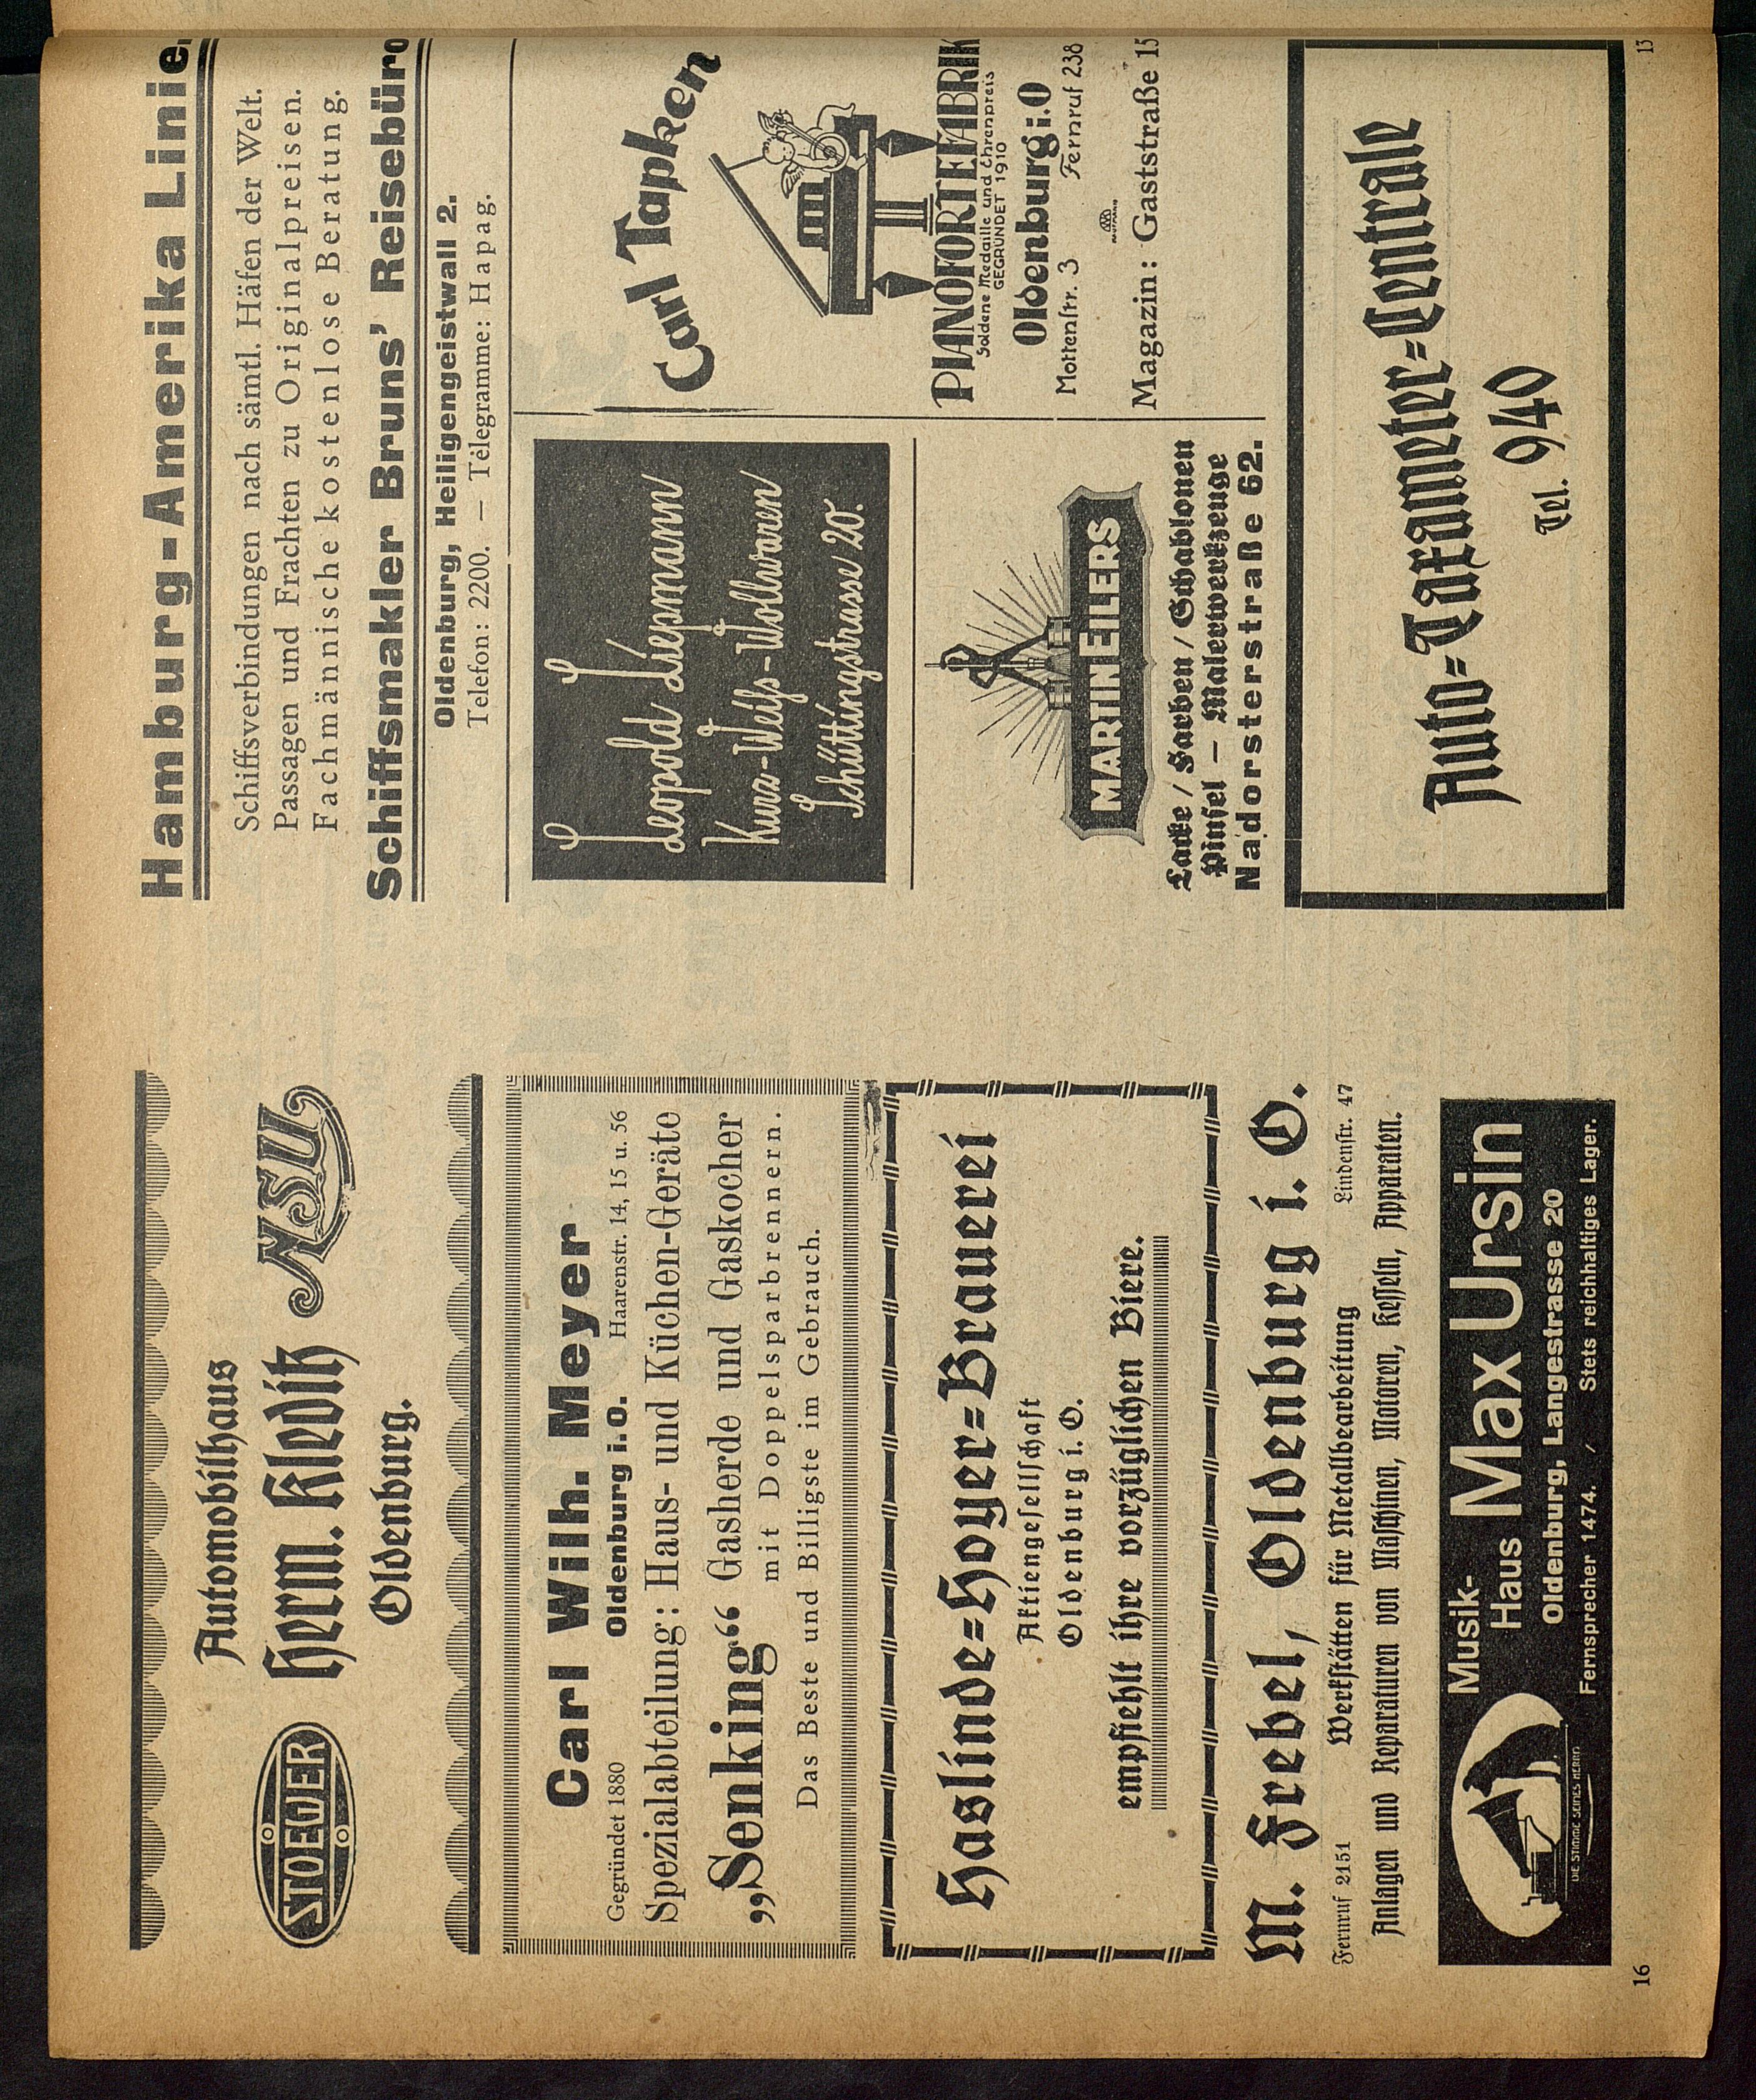 STOEWER
Automobilhaus
Herm. Kleditz
Oldenburg.
NSU
Carl Wilh. Meyer
Gegründet 1880
Oldenburg i.O.
Haarenstr. 14, 15 u. 56
Spezialabteilung: Haus- und Küchen-Geräte
„Senking“ Gasherde und Gaskocher
mit Doppelsparbrennern.
Das Beste und Billigste im Gebrauch.
Haslinde=Hoyer=Brauerei
Aktiengesellschaft
Oldenburg i. O.
empfiehlt ihre vorzüglichen Biere.
M. Frebel, Oldenburg i. O.
Fernruf 2151 Werkstätten für Metallbearbeitung Lindenstr. 47
Anlagen und Reparaturen von Maschinen, Motoren, Kesseln, Apparaten.
DIE STIMME SEINES HERRN
Musik-
Haus Max Ursin
Oldenburg, Langestrasse 20
Fernsprecher 1474. / Stets reichhaltiges Lager.
16
Hamburg-Amerika Linie
Schiffsverbindungen nach sämtl. Häfen der Welt.
Passagen und Frachten zu Originalpreisen.
Fachmännische kostenlose Beratung.
Schiffsmakler Bruns’ Reisebüro
Oldenburg, Heiligengeistwall 2.
Telefon: 2200. — Telegramme: Hapag.
Leopold Liepmann
Kurz-Weiß-Wollwaren
Schüttingstrasse 20.
MARTIN EILERS
Lacke / Farben / Schablonen
Pinsel — Malerwerkzeuge
Nadorsterstraße 62.
Carl Tapken
PIANOFORTEFABRIK
Goldene Medaille und Ehrenpreis
GEGRÜNDET 1910
Oldenburg i.O
Mottenstr. 3 Fernruf 238
Magazin: Gaststraße 15
Auto=Taxameter=Centrale
Tel. 940
13